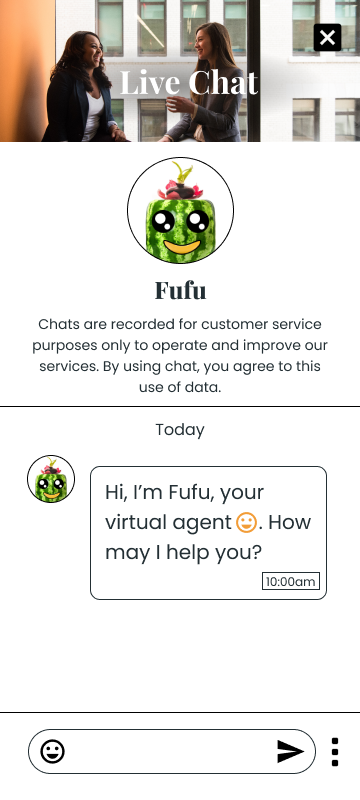 Live Chat
Fufu
Chats are recorded for customer service
purposes only to operate and improve our
services. By using chat, you agree to this
use of data.
Today
Hi, I’m Fufu, your
virtual agent 😊. How
may I help you?
10:00am